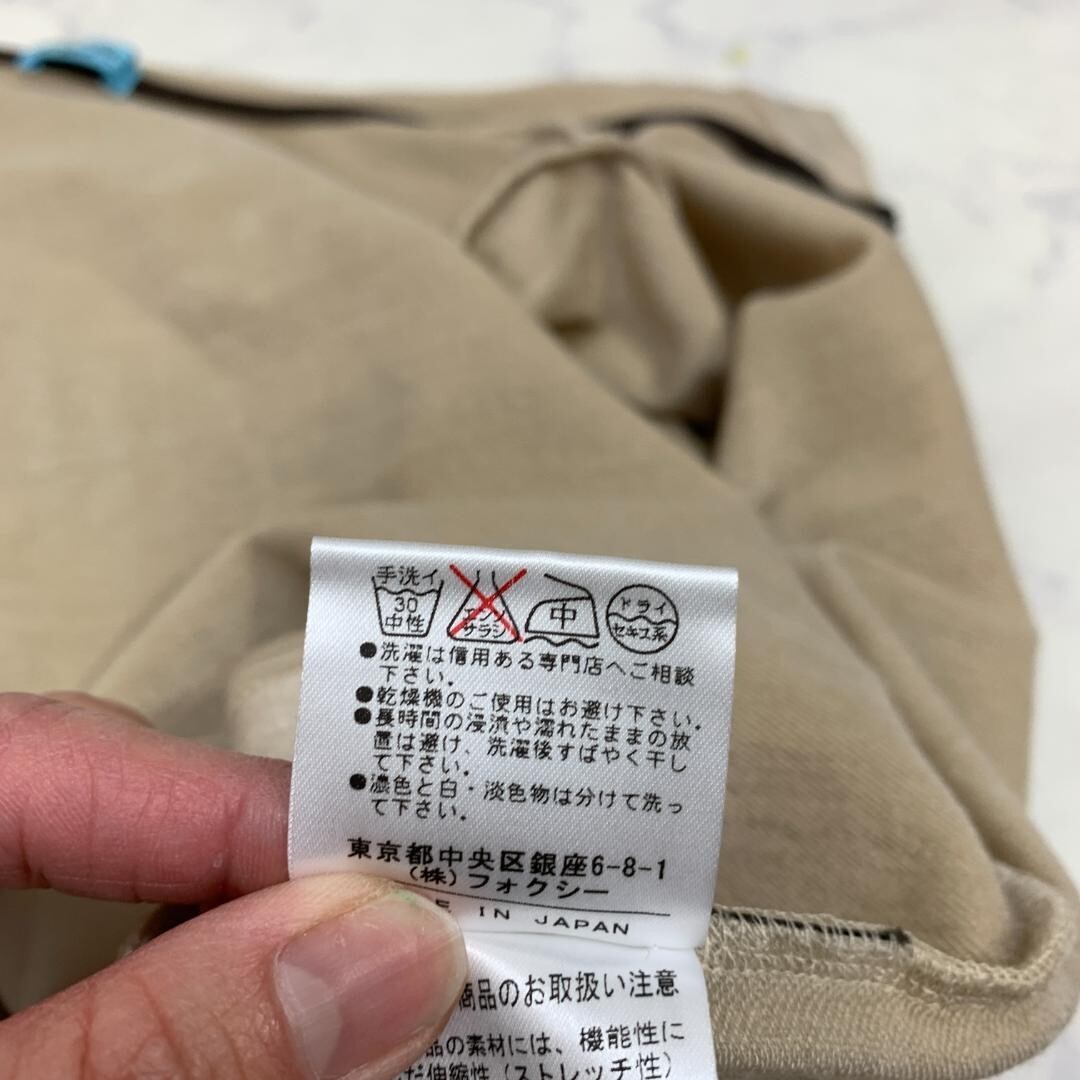 手洗イ
30
中性
エンソ
サラシ
中
ドライ
セキユ系
●洗濯は信用ある専門店へご相談
下さい。
●乾燥機のご使用はお避け下さい。
●長時間の浸漬や濡れたままの放
置は避け、洗濯後すばやく干し
て下さい。
●濃色と白・淡色物は分けて洗っ
て下さい。
東京都中央区銀座6-8-1
(株)フォクシー
E IN JAPAN
商品のお取扱い注意
品の素材には、機能性に
だ伸縮性(ストレッチ性)